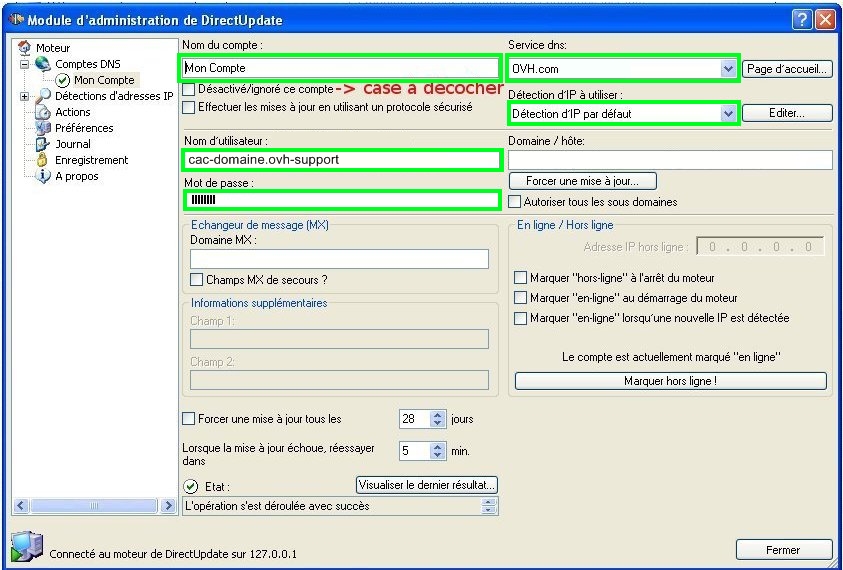 Module d'administration de DirectUpdate
Moteur
Comptes DNS
Mon Compte
Détections d'adresses IP
Actions
Préférences
Journal
Enregistrement
A propos
Nom du compte :
Mon Compte
Désactivé/ignoré ce compte -> case à décocher
Effectuer les mises à jour en utilisant un protocole sécurisé
Service dns:
OVH.com
Page d'accueil...
Détection d'IP à utiliser :
Détection d'IP par défaut
Editer...
Nom d'utilisateur :
cac-domaine.ovh-support
Mot de passe :
Domaine / hôte:
Forcer une mise à jour...
Autoriser tous les sous domaines
Echangeur de message (MX)
Domaine MX :
Champs MX de secours ?
Informations supplémentaires
Champ 1:
Champ 2:
En ligne / Hors ligne
Adresse IP hors ligne : 0 . 0 . 0 . 0
Marquer "hors-ligne" à l'arrêt du moteur
Marquer "en-ligne" au démarrage du moteur
Marquer "en-ligne" lorsqu'une nouvelle IP est détectée
Le compte est actuellement marqué "en ligne"
Marquer hors ligne !
Forcer une mise à jour tous les 28 jours
Lorsque la mise à jour échoue, réessayer
dans 5 min.
Etat :
Visualiser le dernier résultat...
L'opération s'est déroulée avec succès
Connecté au moteur de DirectUpdate sur 127.0.0.1
Fermer